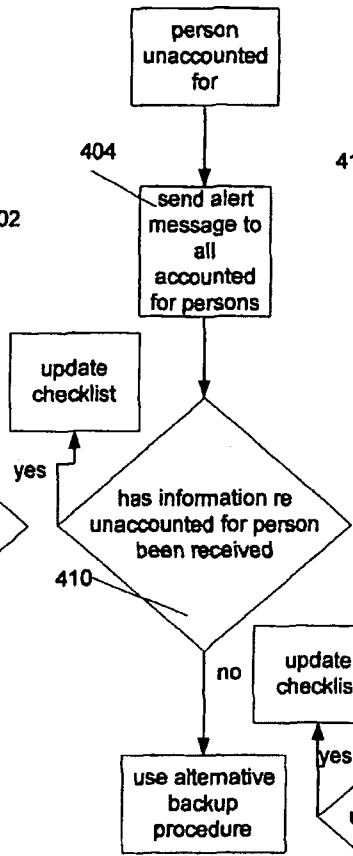 person
unaccounted
for
404
send alert
message to
all
accounted
for persons
update
checklist
yes
has information re
unaccounted for person
been received
410
no
update
yes
use alternative
backup
procedure